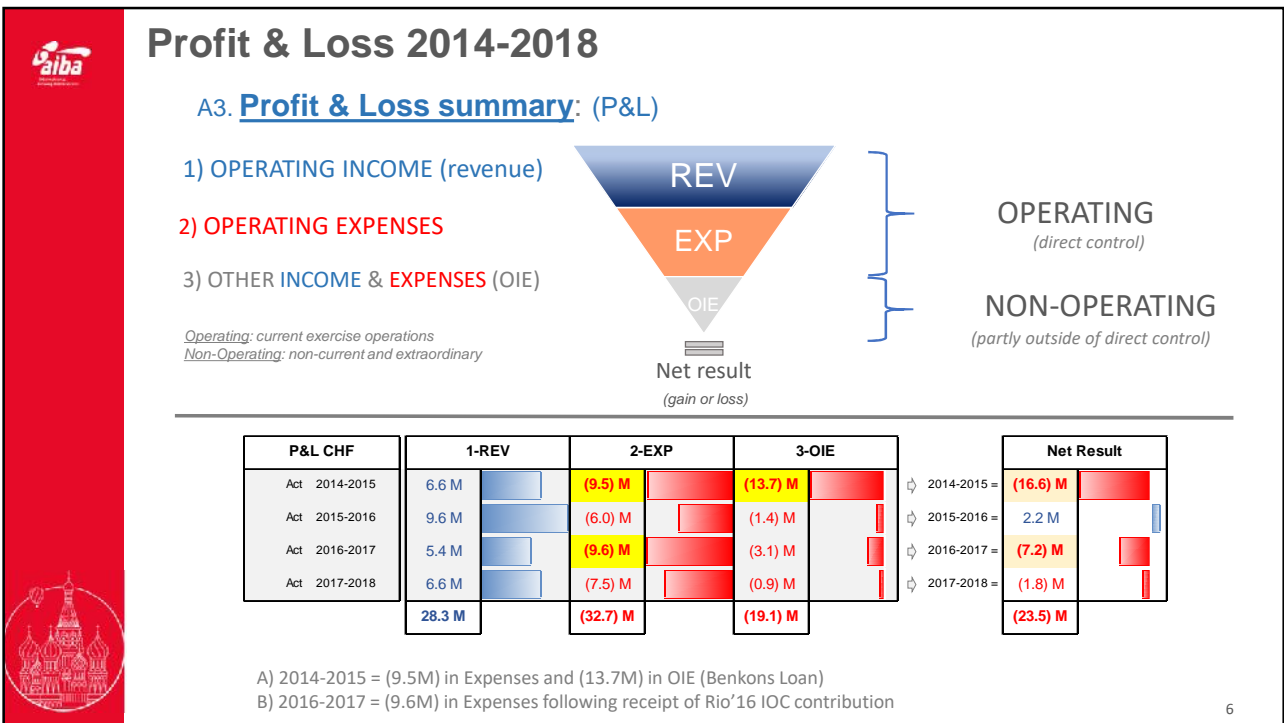 aiba
Profit & Loss 2014-2018
A3. Profit & Loss summary: (P&L)
1) OPERATING INCOME (revenue)
2) OPERATING EXPENSES
3) OTHER INCOME & EXPENSES (OIE)
Operating: current exercise operations
Non-Operating: non-current and extraordinary
REV
EXP
OIE
Net result
(gain or loss)
OPERATING
(direct control)
NON-OPERATING
(partly outside of direct control)
P&L CHF 1-REV 2-EXP 3-OIE Net Result
Act 2014-2015 6.6 M (9.5) M (13.7) M 2014-2015 = (16.6) M
Act 2015-2016 9.6 M (6.0) M (1.4) M 2015-2016 = 2.2 M
Act 2016-2017 5.4 M (9.6) M (3.1) M 2016-2017 = (7.2) M
Act 2017-2018 6.6 M (7.5) M (0.9) M 2017-2018 = (1.8) M
28.3 M (32.7) M (19.1) M (23.5) M
A) 2014-2015 = (9.5M) in Expenses and (13.7M) in OIE (Benkons Loan)
B) 2016-2017 = (9.6M) in Expenses following receipt of Rio'16 IOC contribution
6